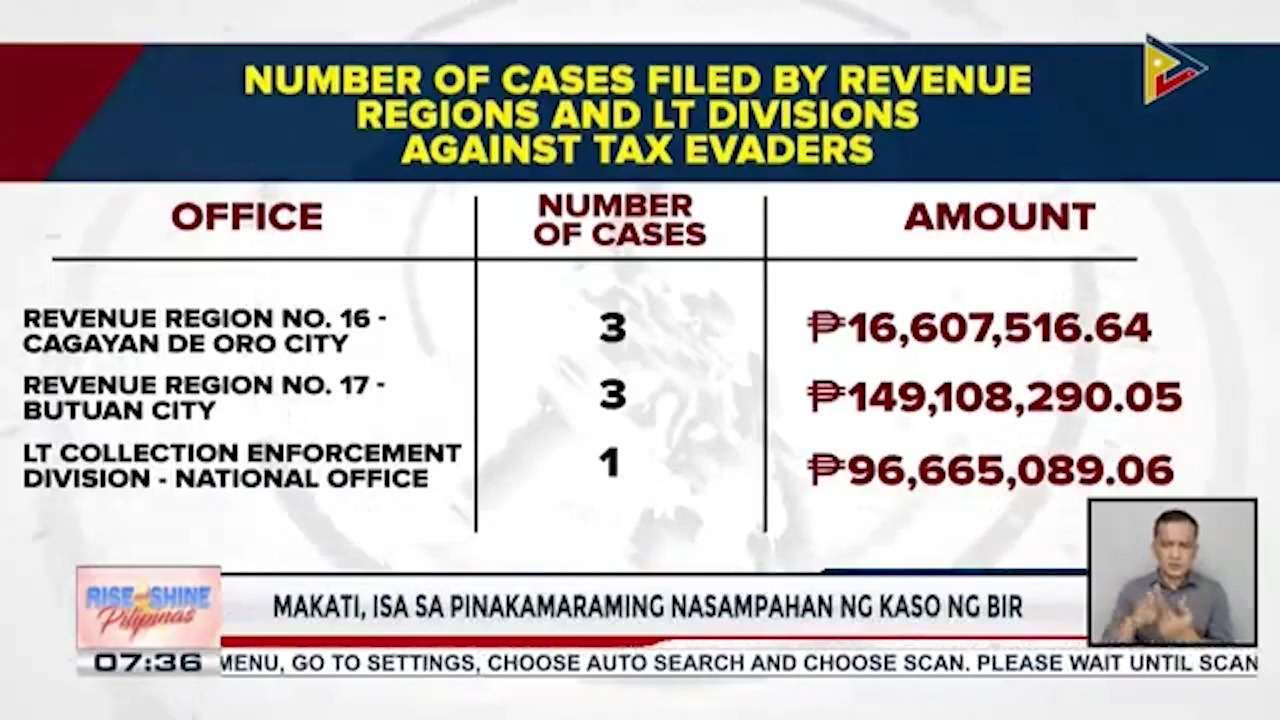 NUMBER OF CASES FILED BY REVENUE
REGIONS AND LT DIVISIONS
AGAINST TAX EVADERS
OFFICE
NUMBER
OF CASES
AMOUNT
REVENUE REGION NO. 16 -
CAGAYAN DE ORO CITY
3
₱16,607,516.64
REVENUE REGION NO. 17 -
BUTUAN CITY
3
₱149,108,290.05
LT COLLECTION ENFORCEMENT
DIVISION - NATIONAL OFFICE
1
₱96,665,089.06
RISE and SHINE
Pilipinas
MAKATI, ISA SA PINAKAMARAMING NASAMPAHAN NG KASO NG BIR
07:36
MENU, GO TO SETTINGS, CHOOSE AUTO SEARCH AND CHOOSE SCAN. PLEASE WAIT UNTIL SCAN